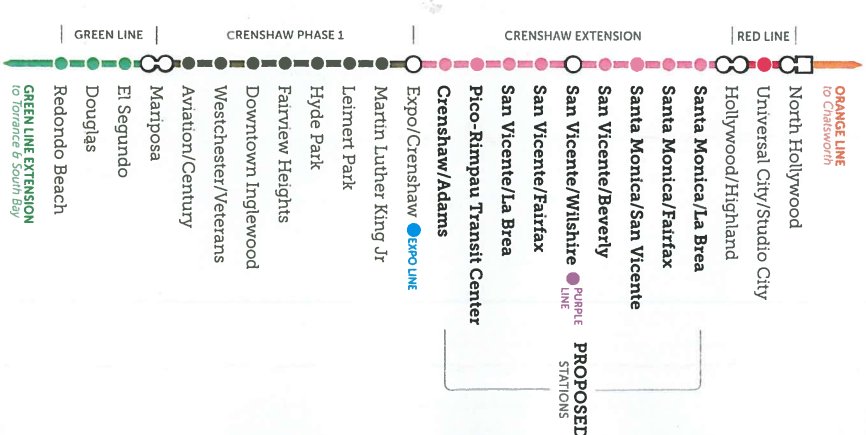 GREEN LINE
CRENSHAW PHASE 1
CRENSHAW EXTENSION
RED LINE
GREEN LINE EXTENSION
to Torrance & South Bay
Redondo Beach
Douglas
El Segundo
Mariposa
Aviation/Century
Westchester/Veterans
Downtown Inglewood
Fairview Heights
Hyde Park
Leimert Park
Martin Luther King Jr
Expo/Crenshaw
EXPO LINE
Crenshaw/Adams
Pico-Rimpau Transit Center
San Vicente/La Brea
San Vicente/Fairfax
San Vicente/Wilshire
PURPLE
LINE
San Vicente/Beverly
Santa Monica/San Vicente
Santa Monica/Fairfax
Santa Monica/La Brea
Hollywood/Highland
Universal City/Studio City
North Hollywood
ORANGE LINE
to Chatsworth
PROPOSED
STATIONS